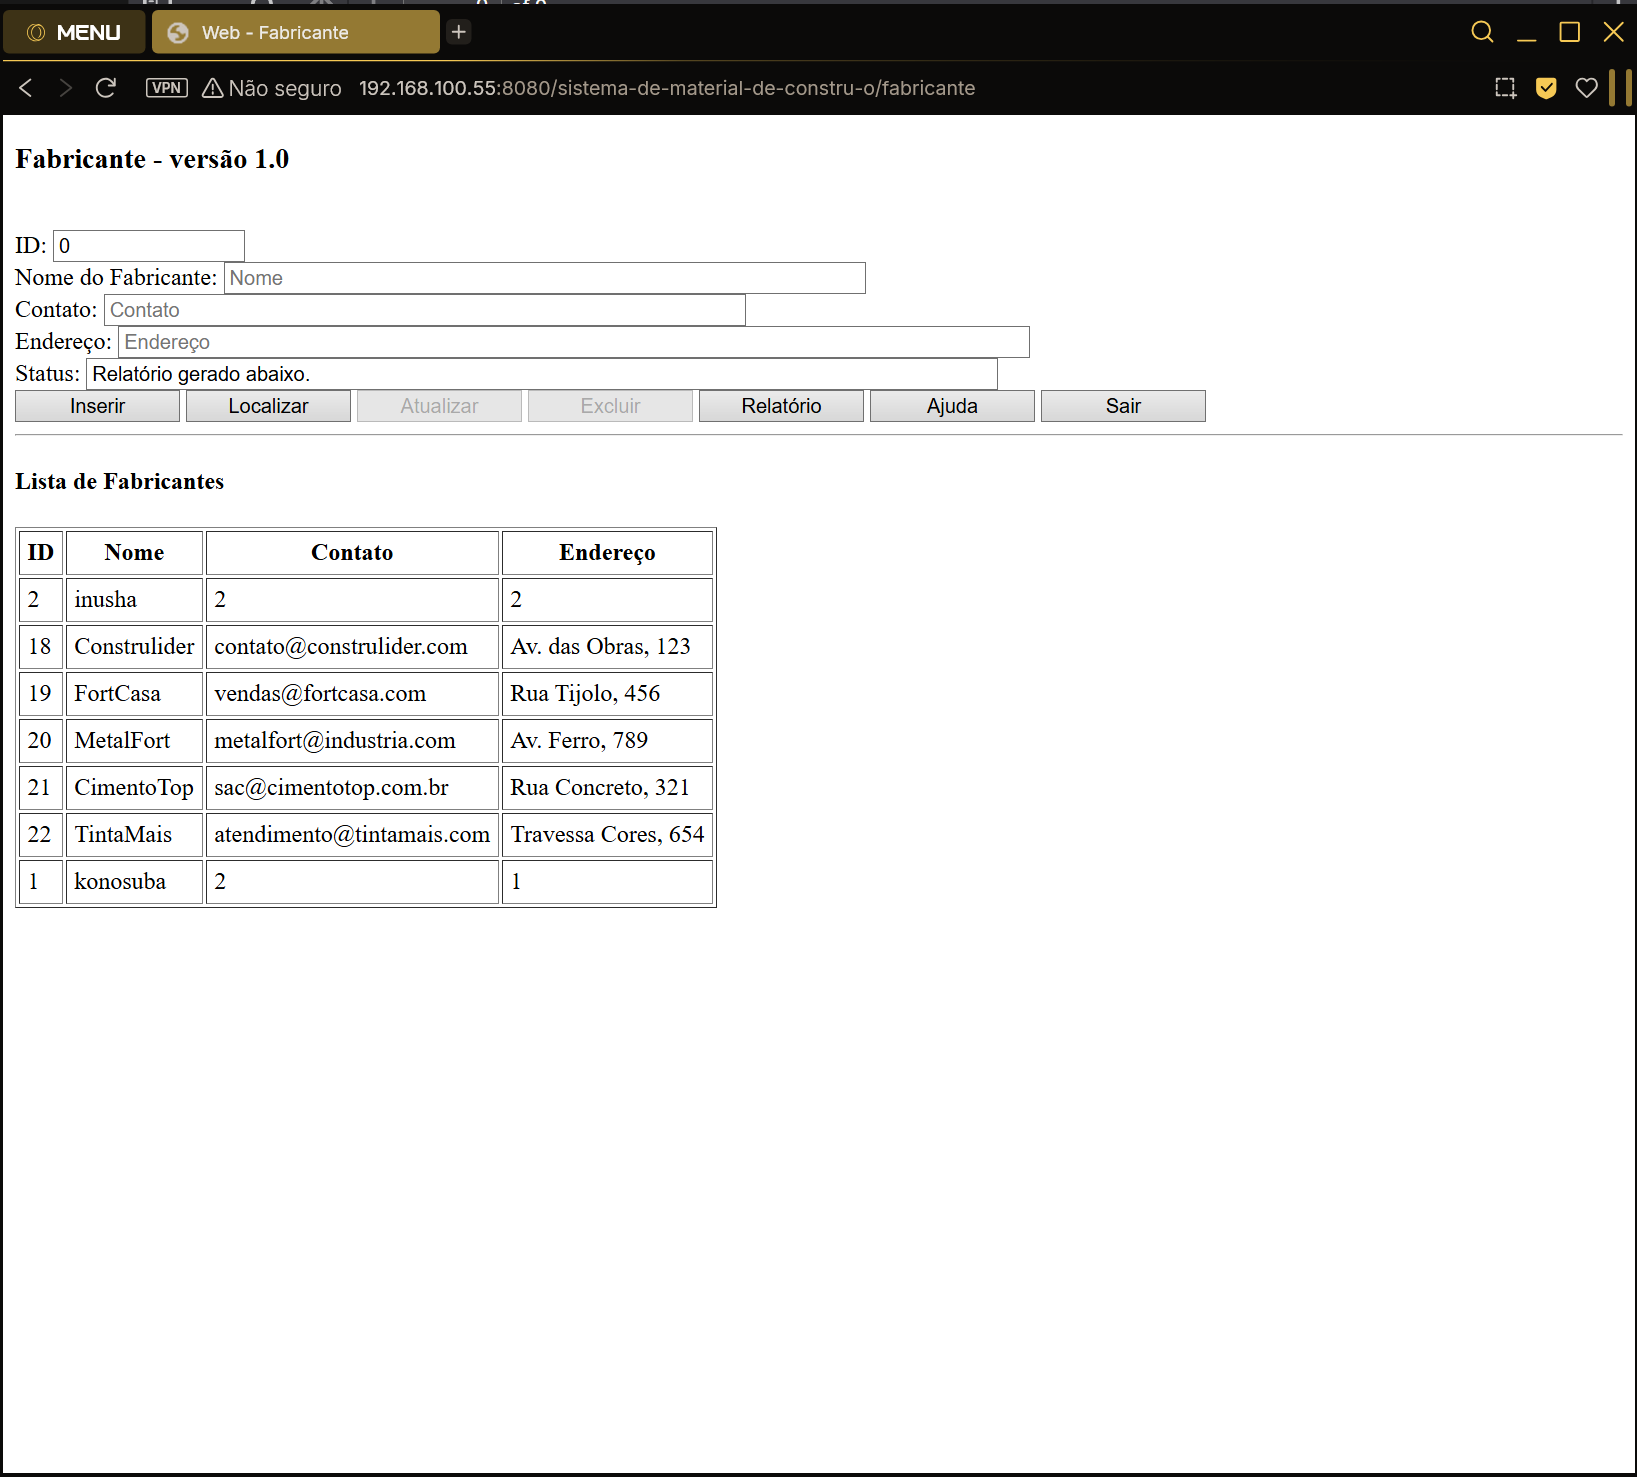 MENU
Web - Fabricante
VPN Não seguro 192.168.100.55:8080/sistema-de-material-de-constru-o/fabricante
Fabricante - versão 1.0
ID: 0
Nome do Fabricante: Nome
Contato: Contato
Endereço: Endereço
Status: Relatório gerado abaixo.
Inserir Localizar Atualizar Excluir Relatório Ajuda Sair
Lista de Fabricantes
ID Nome Contato Endereço
2 inusha 2 2
18 Construlider contato@construlider.com Av. das Obras, 123
19 FortCasa vendas@fortcasa.com Rua Tijolo, 456
20 MetalFort metalfort@industria.com Av. Ferro, 789
21 CimentoTop sac@cimentotop.com.br Rua Concreto, 321
22 TintaMais atendimento@tintamais.com Travessa Cores, 654
1 konosuba 2 1